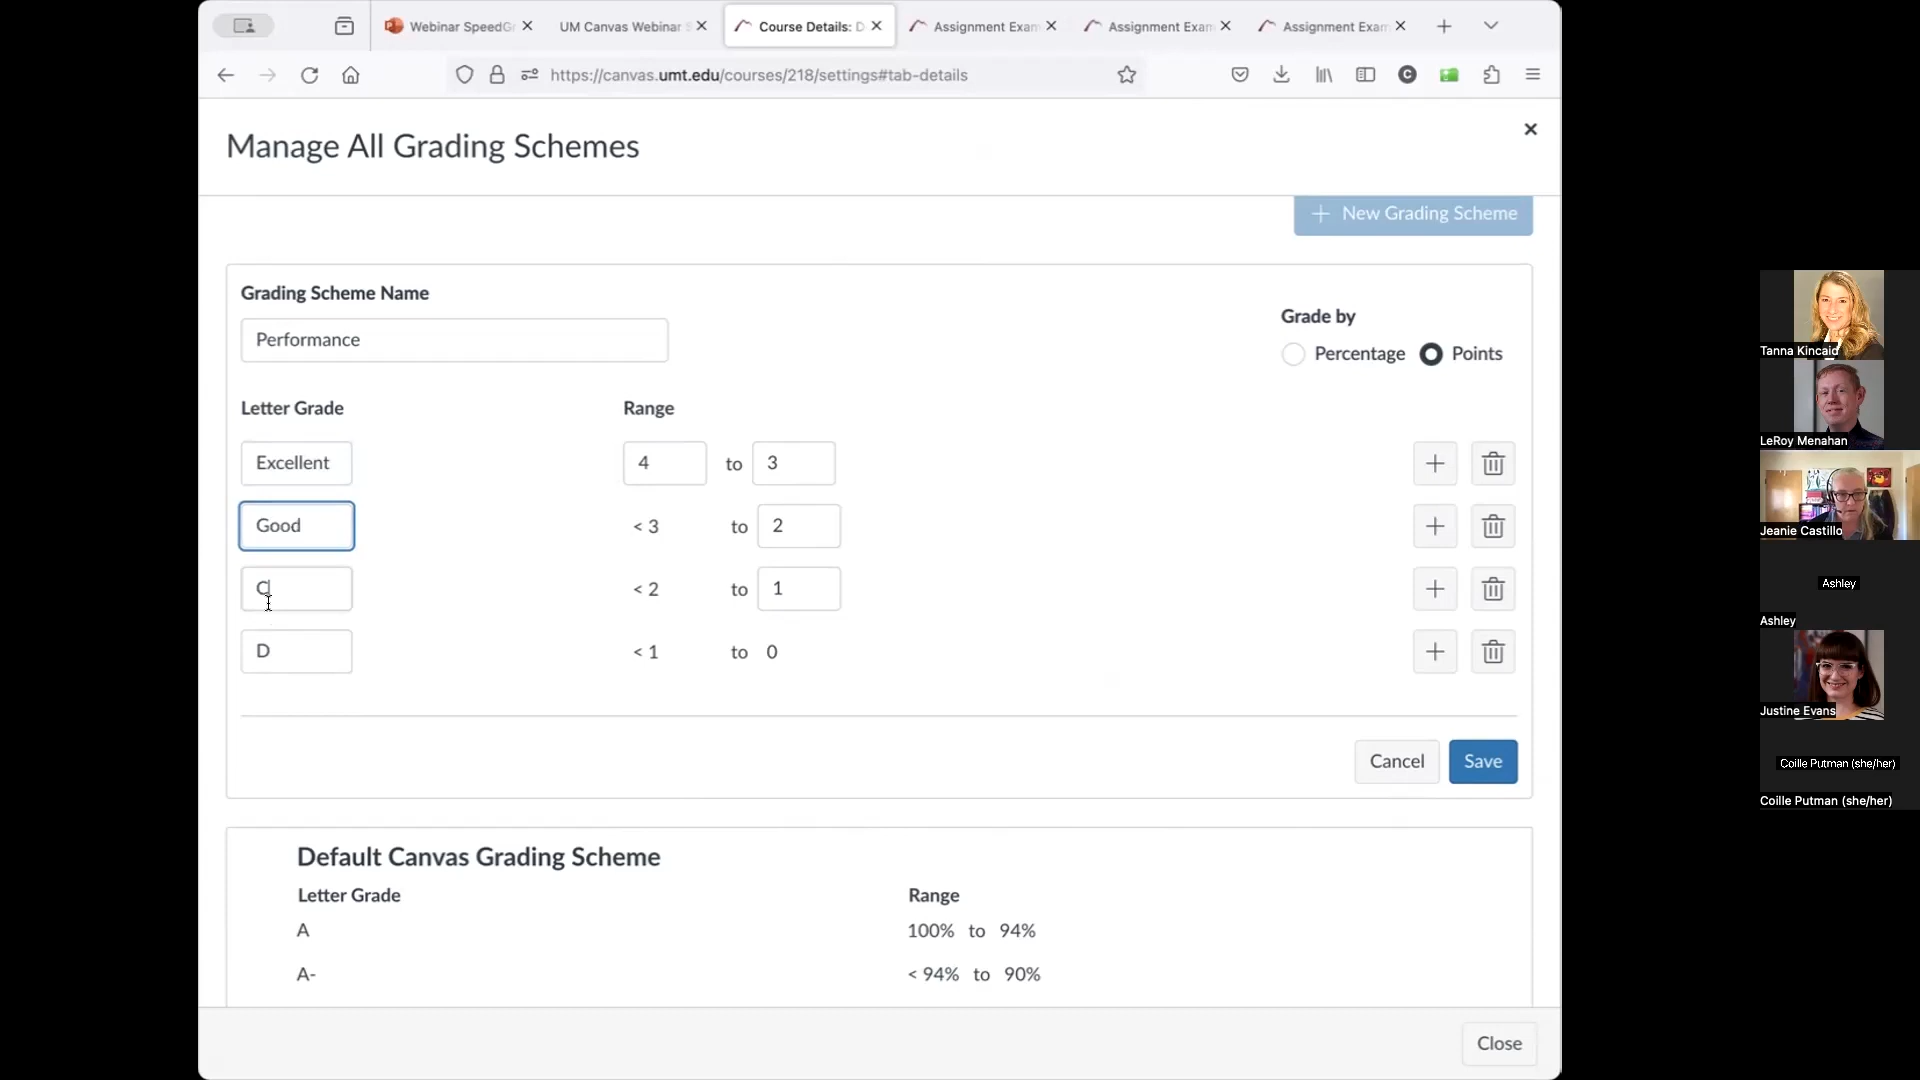 Webinar SpeedGr
UM Canvas Webinar S
Course Details: D
Assignment Exam
Assignment Exam
Assignment Exam
https://canvas.umt.edu/courses/218/settings#tab-details
C
Manage All Grading Schemes
New Grading Scheme
Grading Scheme Name
Performance
Grade by
Percentage Points
Letter Grade Range
Excellent 4 to 3
Good < 3 to 2
C < 2 to 1
D < 1 to 0
Cancel Save
Default Canvas Grading Scheme
Letter Grade Range
A 100% to 94%
A- < 94% to 90%
Close
Tanna Kincaid
LeRoy Menahan
Jeanie Castillo
Ashley
Ashley
Justine Evans
Coille Putman (she/her)
Coille Putman (she/her)